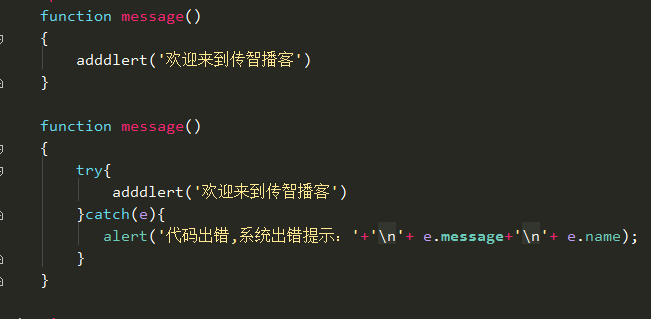 function message()
{
adddlert('欢迎来到传智播客')
}
function message()
{
try{
adddlert('欢迎来到传智播客')
}catch(e){
alert('代码出错,系统出错提示：'+'\n'+ e.message+'\n'+ e.name);
}
}